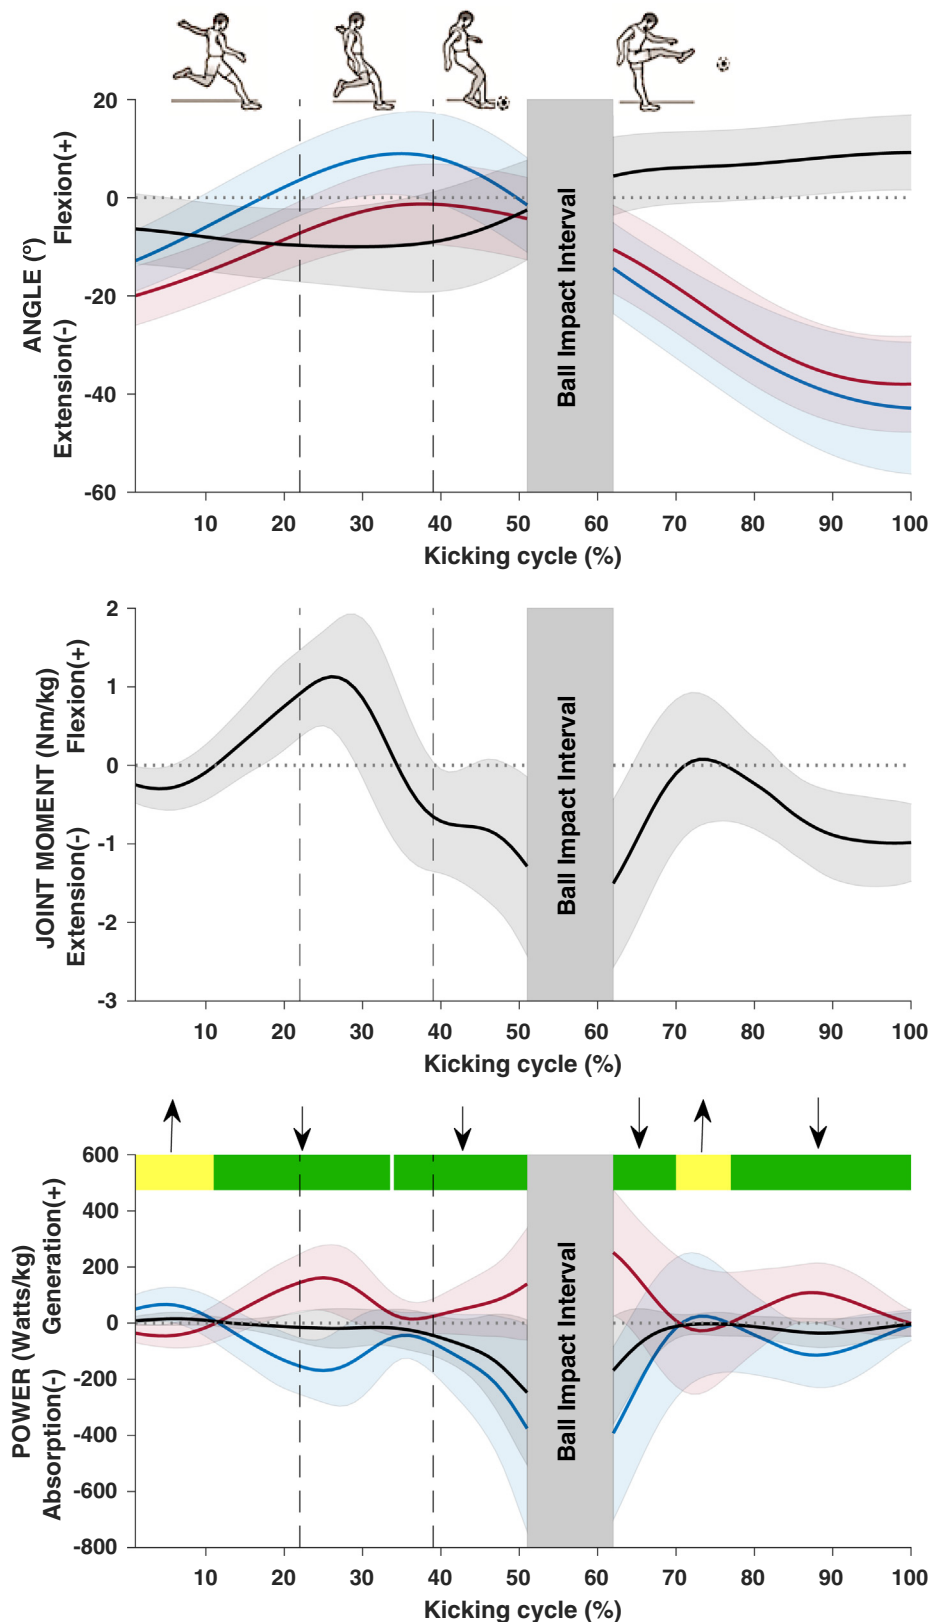 20
0
-20
-40
-60
ANGLE (°)
Flexion(+)
Extension(-)
Ball Impact Interval
10 20 30 40 50 60 70 80 90 100
Kicking cycle (%)
2
1
0
-1
-2
-3
JOINT MOMENT (Nm/kg)
Flexion(+)
Extension(-)
Ball Impact Interval
10 20 30 40 50 60 70 80 90 100
Kicking cycle (%)
600
400
200
0
-200
-400
-600
-800
POWER (Watts/kg)
Generation(+)
Absorption(-)
Ball Impact Interval
10 20 30 40 50 60 70 80 90 100
Kicking cycle (%)